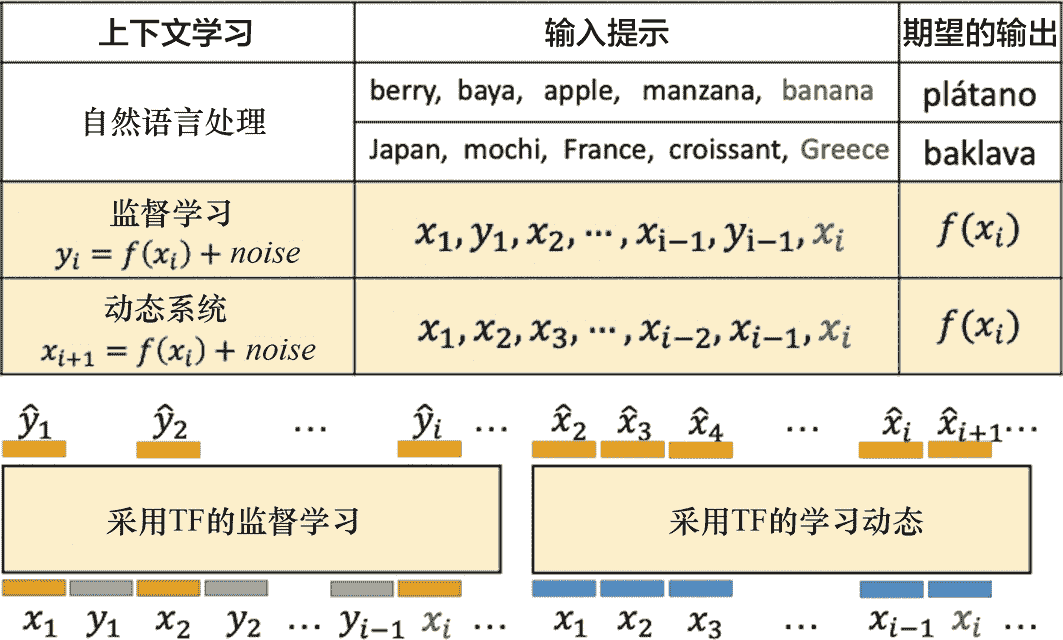 上下文学习 输入提示 期望的输出
自然语言处理
berry, baya, apple, manzana, banana plátano
Japan, mochi, France, croissant, Greece baklava
监督学习
yᵢ = f(xᵢ) + noise
x₁, y₁, x₂, ⋯, xᵢ₋₁, yᵢ₋₁, xᵢ f(xᵢ)
动态系统
xᵢ₊₁ = f(xᵢ) + noise
x₁, x₂, x₃, ⋯, xᵢ₋₂, xᵢ₋₁, xᵢ f(xᵢ)
ŷ₁ ŷ₂ … ŷᵢ … x̂₂ x̂₃ x̂₄ … x̂ᵢ x̂ᵢ₊₁ …
采用TF的监督学习 采用TF的学习动态
x₁ y₁ x₂ y₂ … yᵢ₋₁ xᵢ … x₁ x₂ x₃ … xᵢ₋₁ xᵢ …